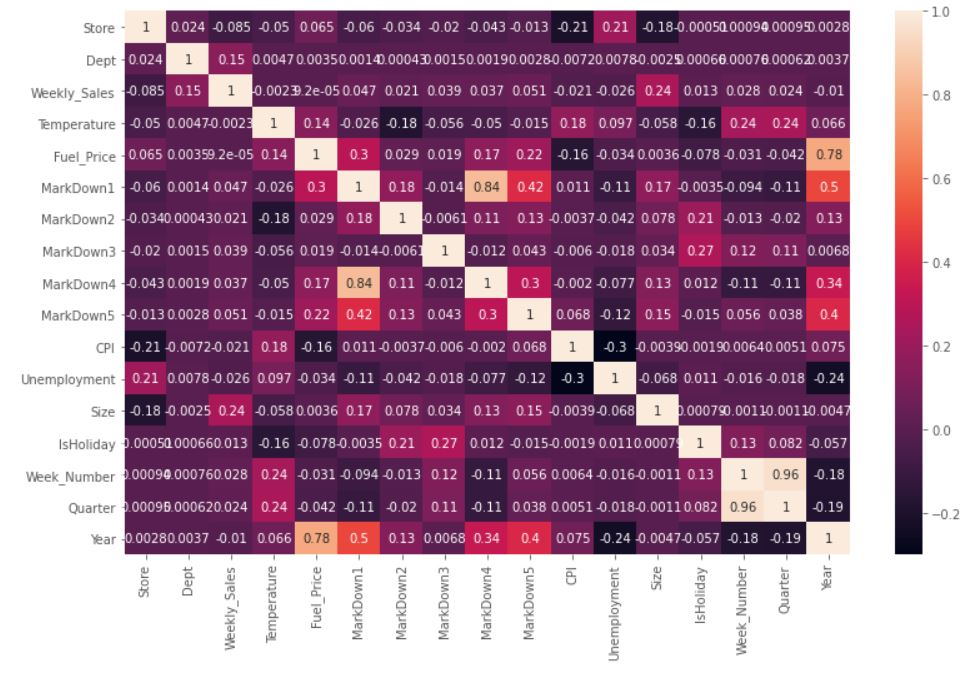 Store 1 0.024 -0.085 -0.05 0.065 -0.06 -0.034 -0.02 -0.043 -0.013 -0.21 0.21 -0.18 0.0028 1.0
Dept 0.024 1 0.15 0.0047 0.0035 0.0014 0.00043 0.0015 0.0019 0.0028 -0.0072 0.0078 -0.0025 0.00066 0.00076 0.00062 0.0037
Weekly_Sales -0.085 0.15 1 -0.0023 9.2e-05 0.047 0.021 0.039 0.037 0.051 -0.021 -0.026 0.24 0.013 0.028 0.024 -0.01 0.8
Temperature -0.05 0.0047 -0.0023 1 0.14 -0.026 -0.18 -0.056 -0.05 -0.015 0.18 0.097 -0.058 -0.16 0.24 0.24 0.066
Fuel_Price 0.065 0.0035 9.2e-05 0.14 1 0.3 0.029 0.019 0.17 0.22 -0.16 -0.034 0.0036 -0.078 -0.031 -0.042 0.78
MarkDown1 -0.06 0.0014 0.047 -0.026 0.3 1 0.18 -0.014 0.84 0.42 0.011 -0.11 0.17 -0.0035 -0.094 -0.11 0.5 0.6
MarkDown2 -0.034 0.00043 0.021 -0.18 0.029 0.18 1 -0.0061 0.11 0.13 -0.0037 -0.042 0.078 0.21 -0.013 -0.02 0.13
MarkDown3 -0.02 0.0015 0.039 -0.056 0.019 -0.014 -0.0061 1 -0.012 0.043 -0.006 -0.018 0.034 0.27 0.12 0.11 0.0068 0.4
MarkDown4 -0.043 0.0019 0.037 -0.05 0.17 0.84 0.11 -0.012 1 0.3 -0.002 -0.077 0.13 0.012 -0.11 -0.11 0.34
MarkDown5 -0.013 0.0028 0.051 -0.015 0.22 0.42 0.13 0.043 0.3 1 0.068 -0.12 0.15 -0.015 0.056 0.038 0.4
CPI -0.21 -0.0072 -0.021 0.18 -0.16 0.011 -0.0037 -0.006 -0.002 0.068 1 -0.3 -0.0039 -0.0019 0.0064 0.0051 0.075 0.2
Unemployment 0.21 0.0078 -0.026 0.097 -0.034 -0.11 -0.042 -0.018 -0.077 -0.12 -0.3 1 -0.068 0.011 -0.016 -0.018 -0.24
Size -0.18 -0.0025 0.24 -0.058 0.0036 0.17 0.078 0.034 0.13 0.15 -0.0039 -0.068 1 0.00079 -0.0011 -0.0011 -0.0047
IsHoliday 0.00066 0.013 -0.16 -0.078 -0.0035 0.21 0.27 0.012 -0.015 -0.0019 0.011 0.00079 1 0.13 0.082 -0.057 0.0
Week_Number 0.00076 0.028 0.24 -0.031 -0.094 -0.013 0.12 -0.11 0.056 0.0064 -0.016 -0.0011 0.13 1 0.96 -0.18
Quarter 0.00062 0.024 0.24 -0.042 -0.11 -0.02 0.11 -0.11 0.038 0.0051 -0.018 -0.0011 0.082 0.96 1 -0.19 −0.2
Year 0.0028 0.0037 -0.01 0.066 0.78 0.5 0.13 0.0068 0.34 0.4 0.075 -0.24 -0.0047 -0.057 -0.18 -0.19 1
Store Dept Weekly_Sales Temperature Fuel_Price MarkDown1 MarkDown2 MarkDown3 MarkDown4 MarkDown5 CPI Unemployment Size IsHoliday Week_Number Quarter Year